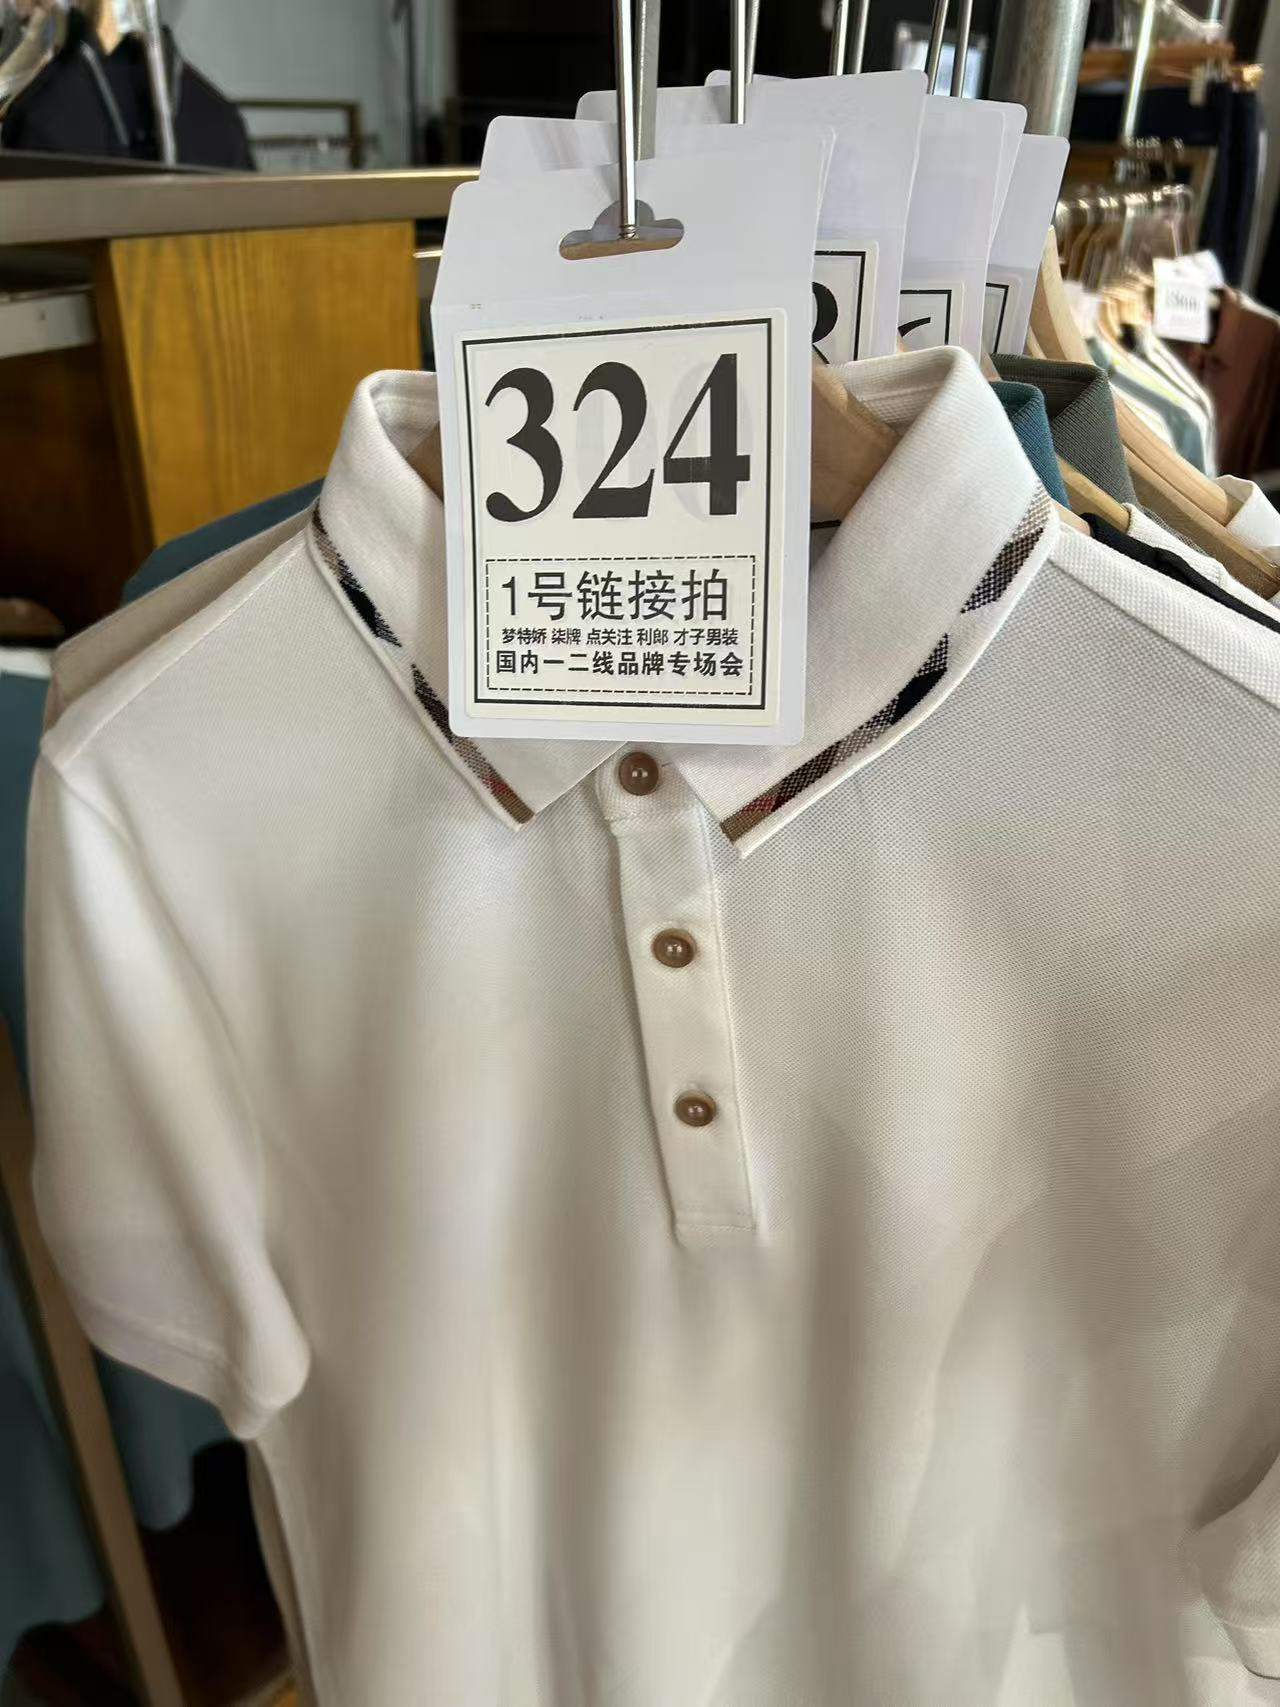 324
1号链接拍
梦特娇 柒牌 点关注 利郎 才子男装
国内一二线品牌专场会